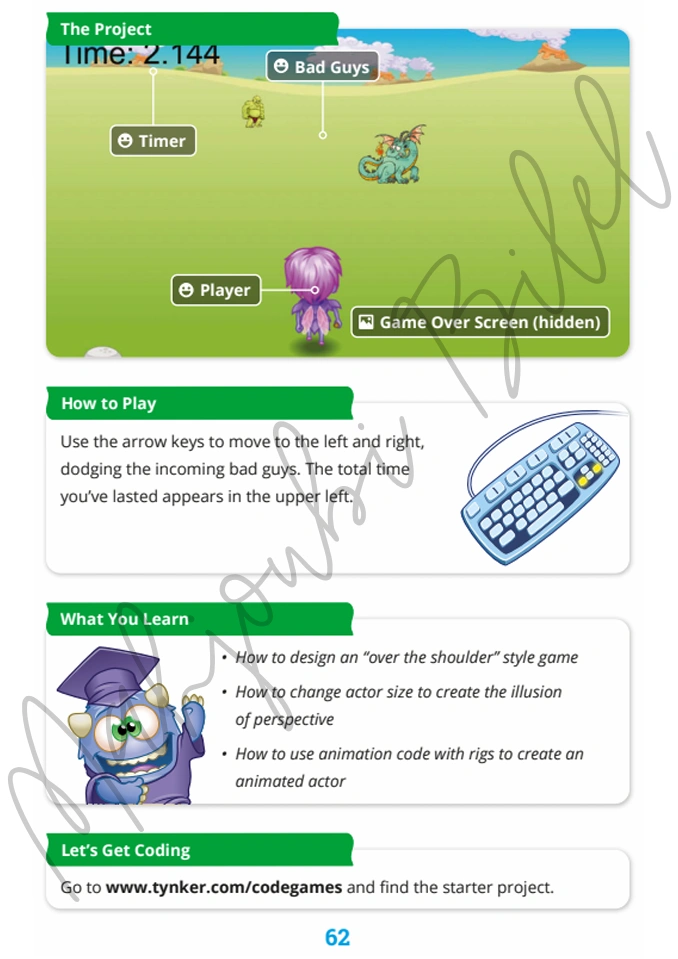 The Project
Time: 2.144
Bad Guys
Timer
Player
Game Over Screen (hidden)
How to Play
Use the arrow keys to move to the left and right,
dodging the incoming bad guys. The total time
you’ve lasted appears in the upper left.
What You Learn
• How to design an “over the shoulder” style game
• How to change actor size to create the illusion
of perspective
• How to use animation code with rigs to create an
animated actor
Let’s Get Coding
Go to www.tynker.com/codegames and find the starter project.
62